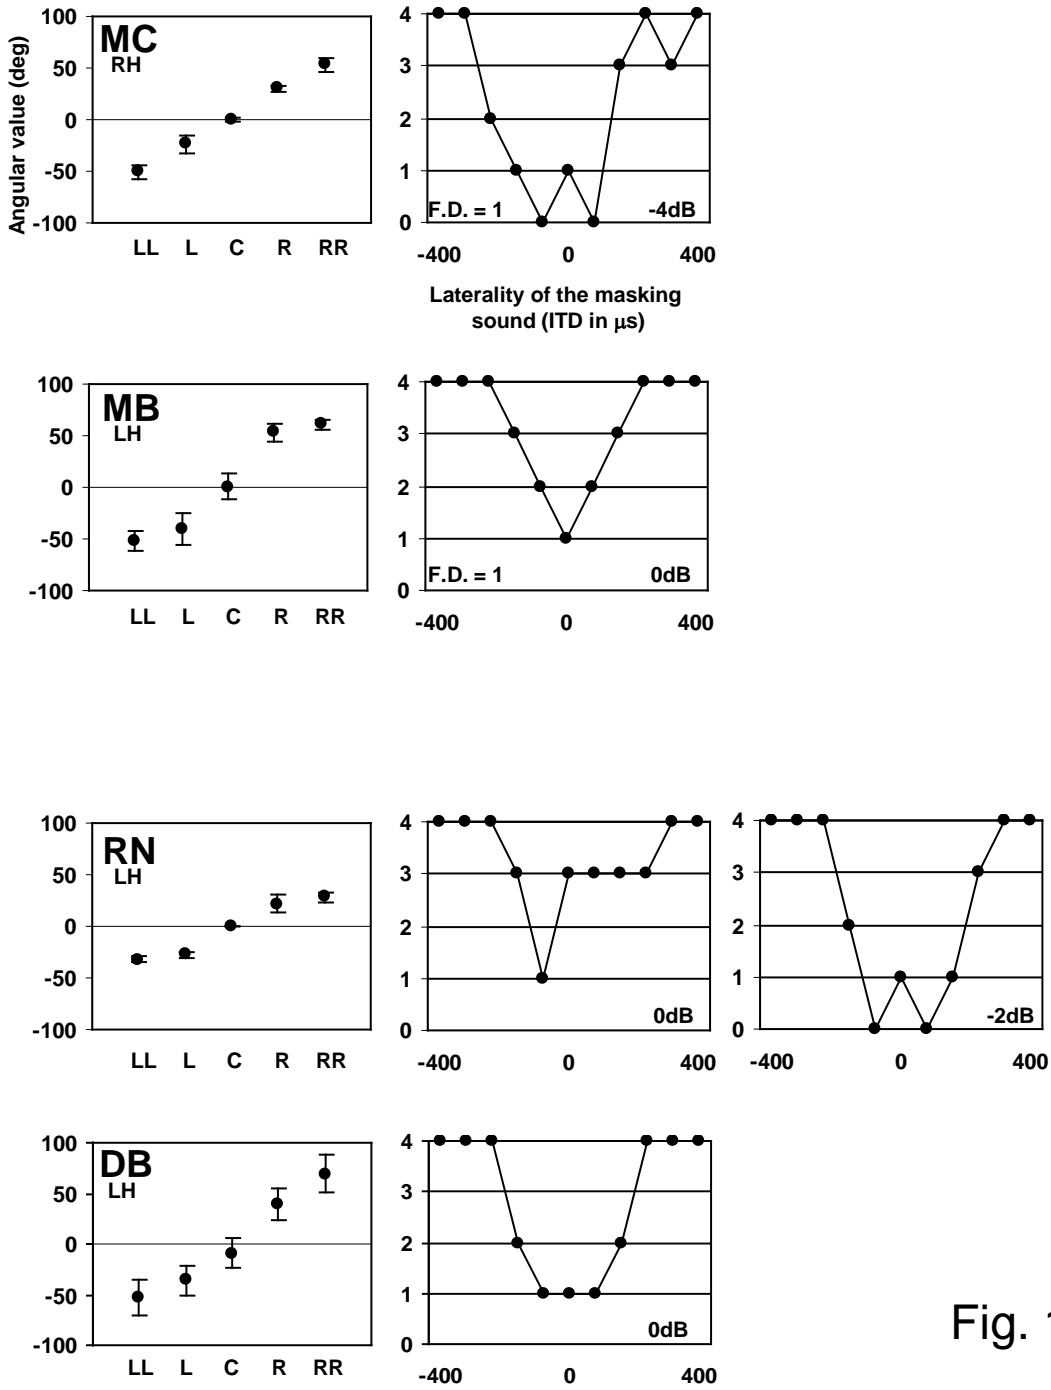 Angular value (deg)
100
50
0
-50
-100
MC
RH
LL L C R RR
4
3
2
1
0
F.D. = 1 -4dB
-400 0 400
Laterality of the masking
sound (ITD in μs)
100
50
0
-50
-100
MB
LH
LL L C R RR
4
3
2
1
0
F.D. = 1 0dB
-400 0 400
100
50
0
-50
-100
RN
LH
LL L C R RR
4
3
2
1
0
0dB
-400 0 400
4
3
2
1
0
-2dB
-400 0 400
100
50
0
-50
-100
DB
LH
LL L C R RR
4
3
2
1
0
0dB
-400 0 400
Fig.